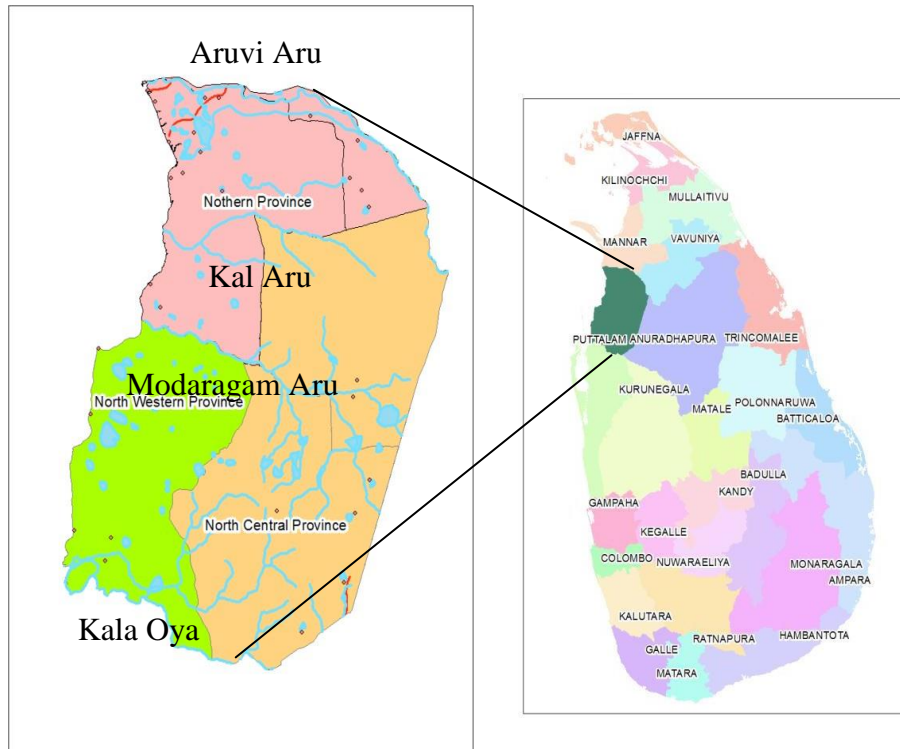 Aruvi Aru
Nothern Province
Kal Aru
Modaragam Aru
North Western Province
North Central Province
Kala Oya
JAFFNA
KILINOCHCHI
MULLAITIVU
MANNAR
VAVUNIYA
PUTTALAM
ANURADHAPURA
TRINCOMALEE
KURUNEGALA
POLONNARUWA
MATALE
BATTICALOA
BADULLA
KANDY
GAMPAHA
KEGALLE
COLOMBO
NUWARAELIYA
MONARAGALA
AMPARA
KALUTARA
RATNAPURA
HAMBANTOTA
GALLE
MATARA